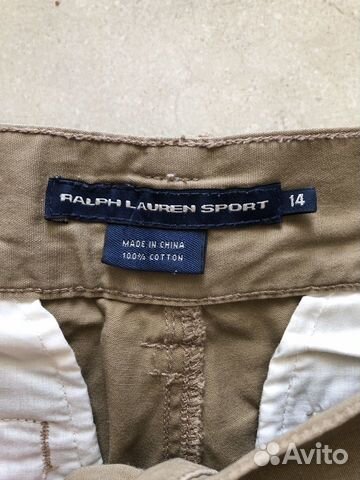 RALPH LAUREN SPORT 14
MADE IN CHINA
100% COTTON
Avito